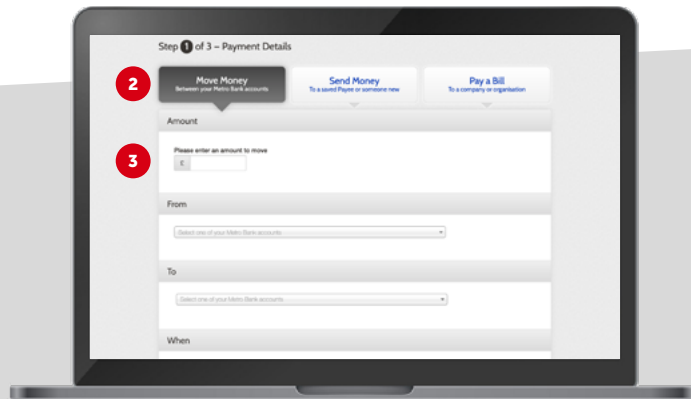 Step 1 of 3 – Payment Details
2
Move Money
Between your Metro Bank accounts
Send Money
To a saved Payee or someone new
Pay a Bill
To a company or organisation
Amount
3
Please enter an amount to move
£
From
Select one of your Metro Bank accounts
To
Select one of your Metro Bank accounts
When